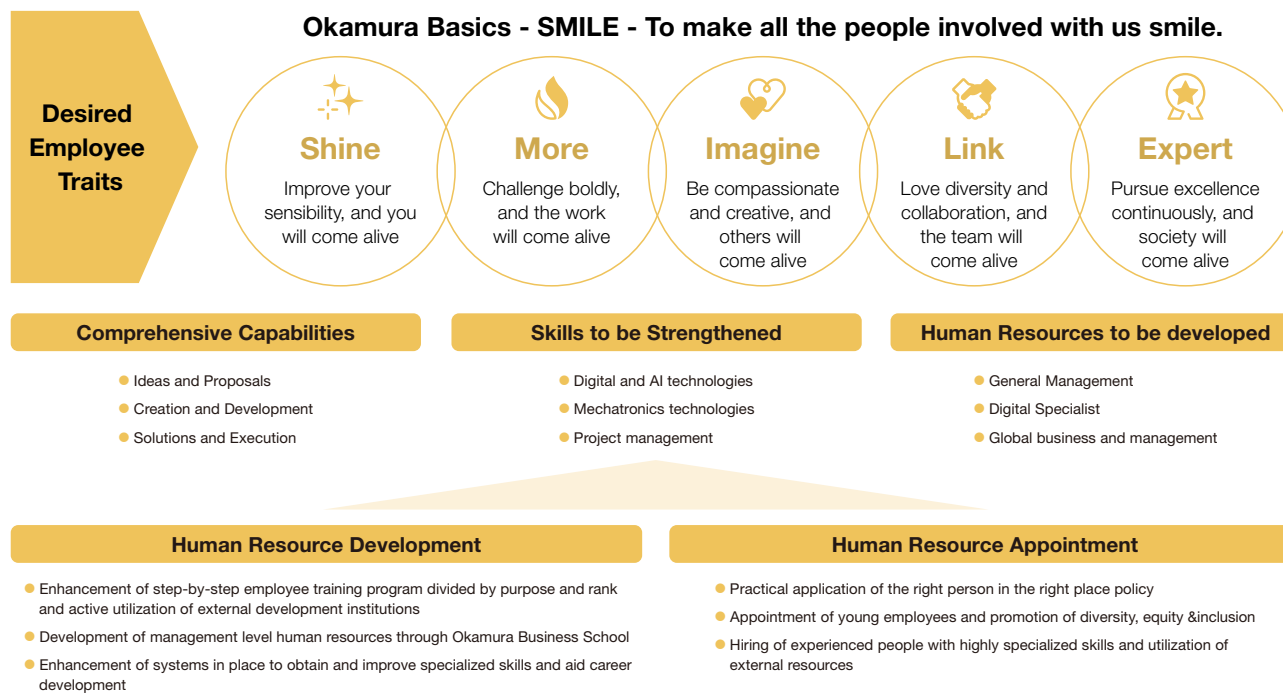 Okamura Basics - SMILE - To make all the people involved with us smile.
Desired
Employee
Traits
Shine
Improve your
sensibility, and you
will come alive
More
Challenge boldly,
and the work
will come alive
Imagine
Be compassionate
and creative, and
others will
come alive
Link
Love diversity and
collaboration, and
the team will
come alive
Expert
Pursue excellence
continuously, and
society will
come alive
Comprehensive Capabilities
Ideas and Proposals
Creation and Development
Solutions and Execution
Skills to be Strengthened
Digital and AI technologies
Mechatronics technologies
Project management
Human Resources to be developed
General Management
Digital Specialist
Global business and management
Human Resource Development
Enhancement of step-by-step employee training program divided by purpose and rank
and active utilization of external development institutions
Development of management level human resources through Okamura Business School
Enhancement of systems in place to obtain and improve specialized skills and aid career
development
Human Resource Appointment
Practical application of the right person in the right place policy
Appointment of young employees and promotion of diversity, equity &inclusion
Hiring of experienced people with highly specialized skills and utilization of
external resources